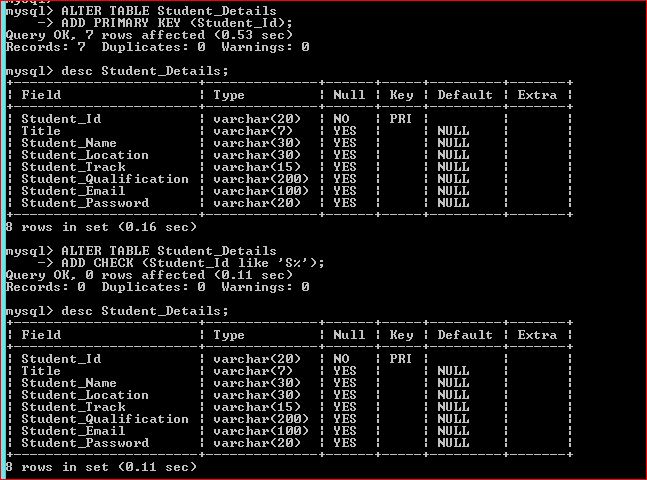 mysql> ALTER TABLE Student_Details
    -> ADD PRIMARY KEY (Student_Id);
Query OK, 7 rows affected (0.53 sec)
Records: 7  Duplicates: 0  Warnings: 0
mysql> desc Student_Details;
+-----------------------+--------------+------+-----+---------+-------+
| Field                 | Type         | Null | Key | Default | Extra |
+-----------------------+--------------+------+-----+---------+-------+
| Student_Id            | varchar(20)  | NO   | PRI |         |       |
| Title                 | varchar(7)   | YES  |     | NULL    |       |
| Student_Name          | varchar(30)  | YES  |     | NULL    |       |
| Student_Location      | varchar(30)  | YES  |     | NULL    |       |
| Student_Track         | varchar(15)  | YES  |     | NULL    |       |
| Student_Qualification | varchar(200) | YES  |     | NULL    |       |
| Student_Email         | varchar(100) | YES  |     | NULL    |       |
| Student_Password      | varchar(20)  | YES  |     | NULL    |       |
+-----------------------+--------------+------+-----+---------+-------+
8 rows in set (0.16 sec)
mysql> ALTER TABLE Student_Details
    -> ADD CHECK (Student_Id like 'S%');
Query OK, 0 rows affected (0.11 sec)
Records: 0  Duplicates: 0  Warnings: 0
mysql> desc Student_Details;
+-----------------------+--------------+------+-----+---------+-------+
| Field                 | Type         | Null | Key | Default | Extra |
+-----------------------+--------------+------+-----+---------+-------+
| Student_Id            | varchar(20)  | NO   | PRI |         |       |
| Title                 | varchar(7)   | YES  |     | NULL    |       |
| Student_Name          | varchar(30)  | YES  |     | NULL    |       |
| Student_Location      | varchar(30)  | YES  |     | NULL    |       |
| Student_Track         | varchar(15)  | YES  |     | NULL    |       |
| Student_Qualification | varchar(200) | YES  |     | NULL    |       |
| Student_Email         | varchar(100) | YES  |     | NULL    |       |
| Student_Password      | varchar(20)  | YES  |     | NULL    |       |
+-----------------------+--------------+------+-----+---------+-------+
8 rows in set (0.11 sec)